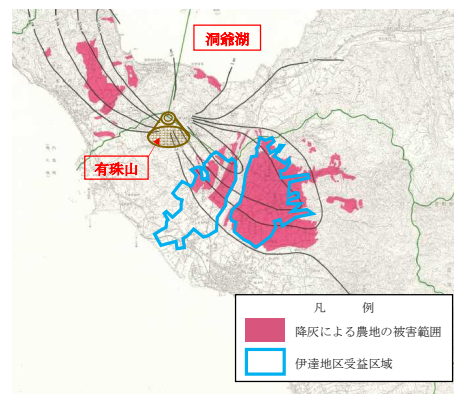 洞爺湖
有珠山
凡　例
降灰による農地の被害範囲
伊達地区受益区域